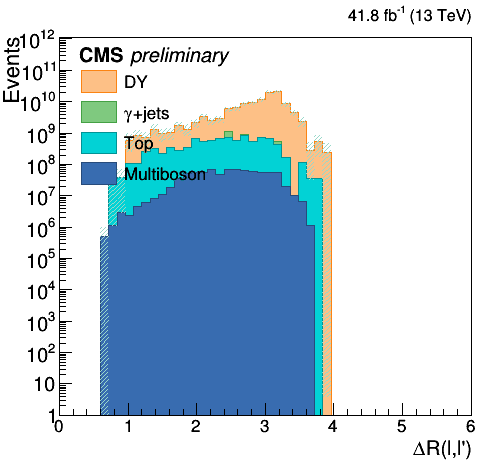 41.8 fb⁻¹ (13 TeV)
Events
CMS preliminary
DY
γ+jets
Top
Multiboson
10¹²
10¹¹
10¹⁰
10⁹
10⁸
10⁷
10⁶
10⁵
10⁴
10³
10²
10
1
0 1 2 3 4 5 6
ΔR(l,l')